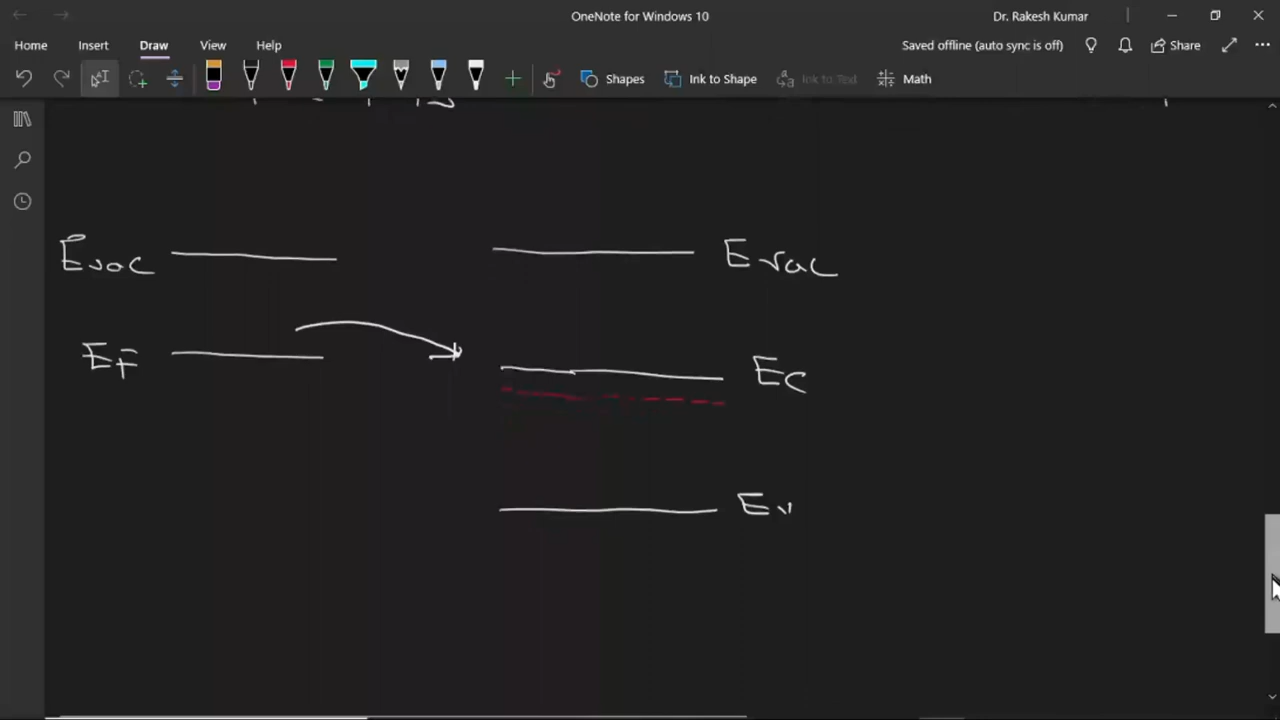 OneNote for Windows 10
Dr. Rakesh Kumar
Home Insert Draw View Help
Saved offline (auto sync is off) Share
Shapes Ink to Shape Ink to Text Math
Evac Evac
EF
Ec
Ev